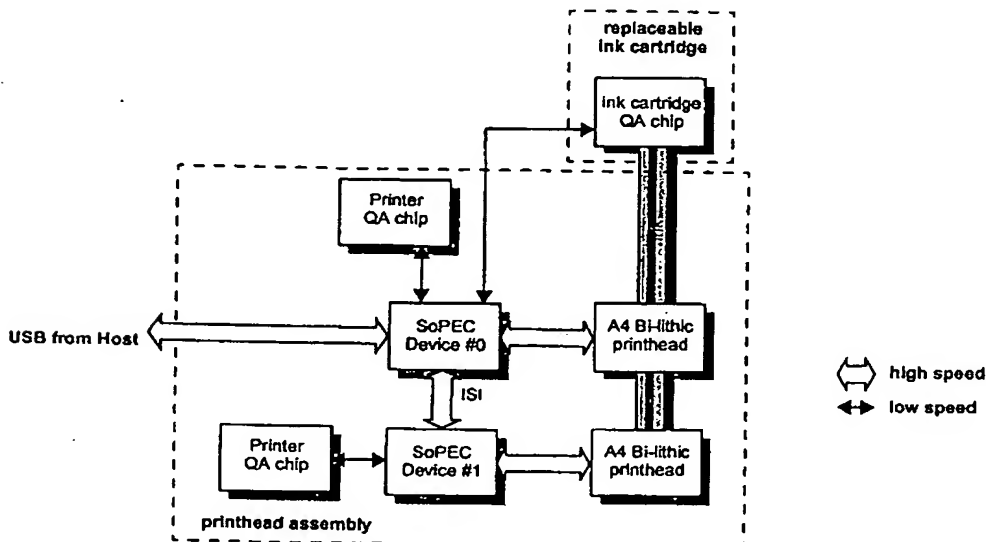 replaceable
ink cartridge
ink cartridge
QA chip
Printer
QA chip
USB from Host
SoPEC
Device #0
A4 Bi-lithic
printhead
high speed
ISI
low speed
Printer
QA chip
SoPEC
Device #1
A4 Bi-lithic
printhead
printhead assembly